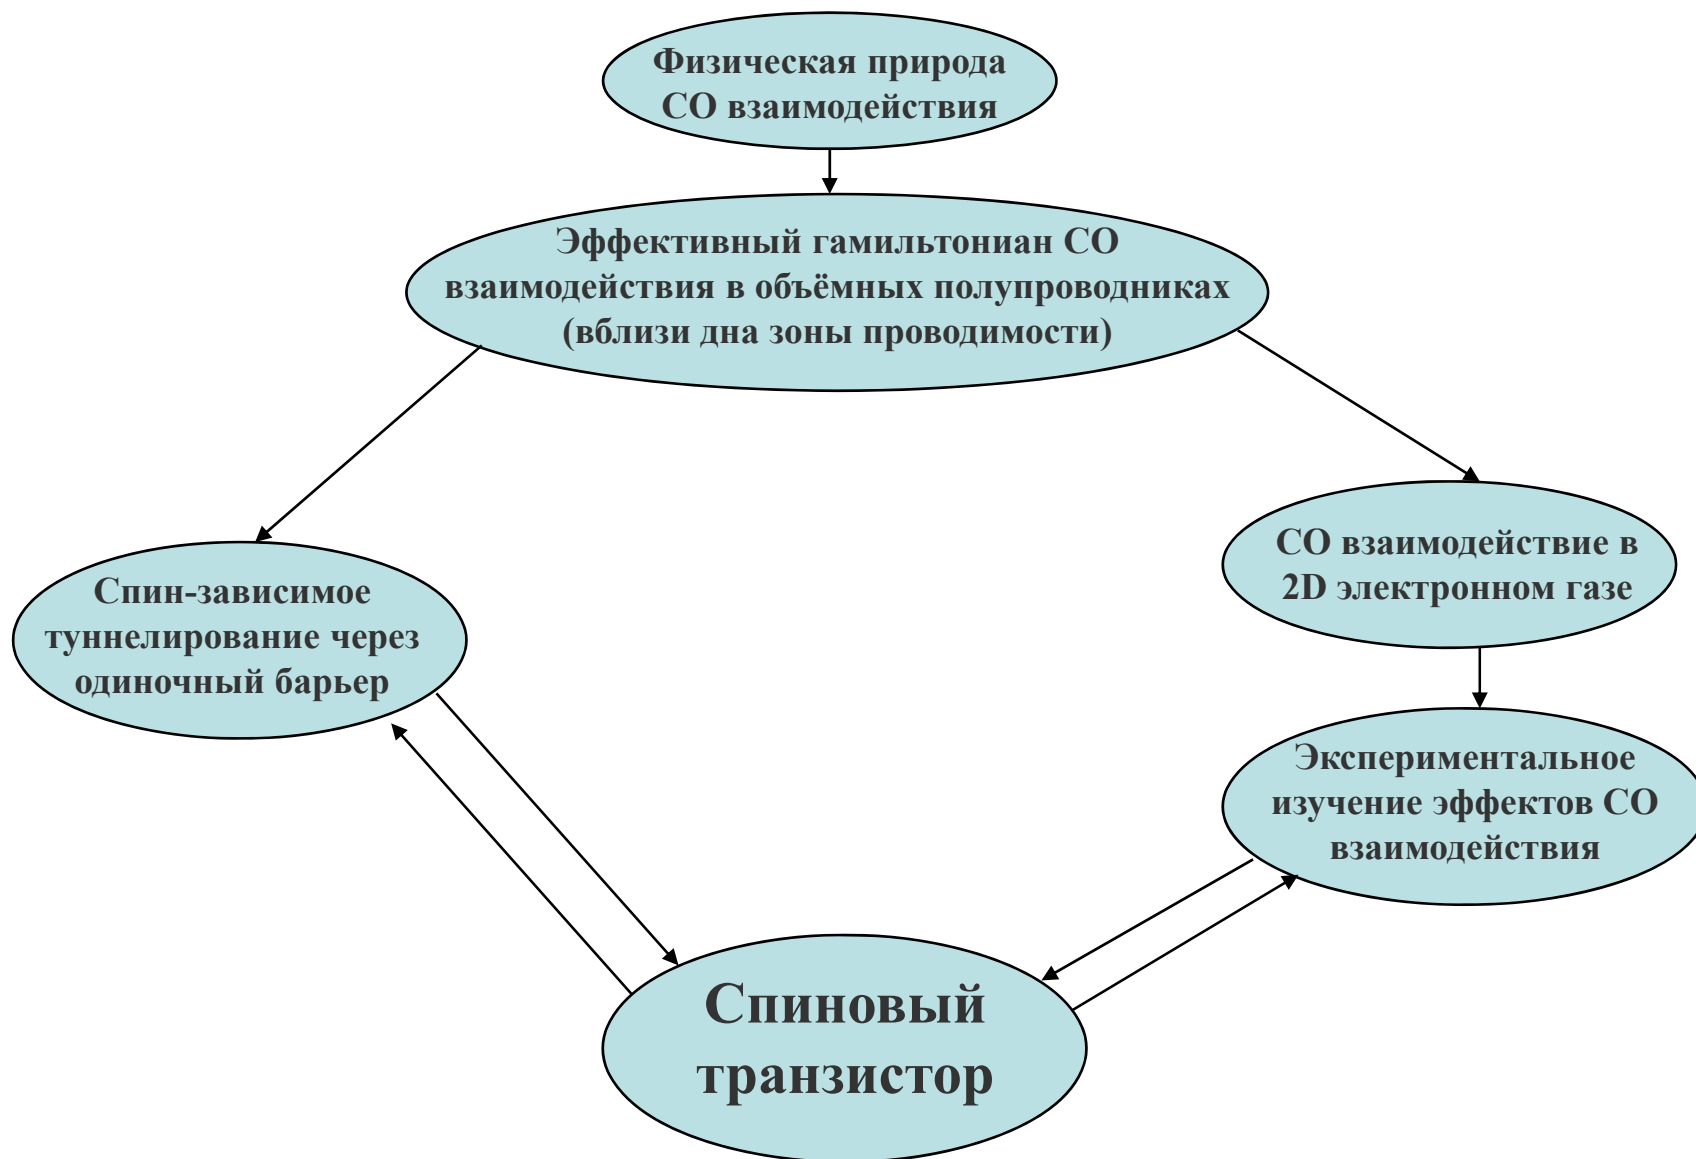 Физическая природа
СО взаимодействия
Эффективный гамильтониан СО
взаимодействия в объёмных полупроводниках
(вблизи дна зоны проводимости)
СО взаимодействие в
2D электронном газе
Спин-зависимое
туннелирование через
одиночный барьер
Экспериментальное
изучение эффектов СО
взаимодействия
Спиновый
транзистор